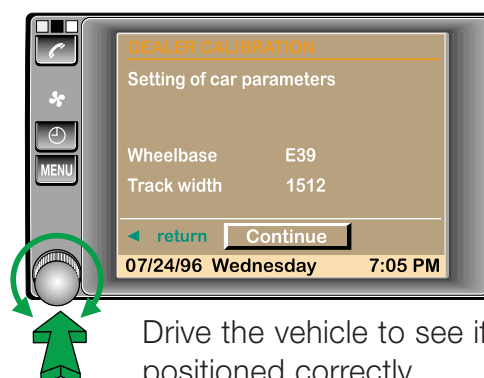 DEALER CALIBRATION
Setting of car parameters
Wheelbase E39
MENU
Track width 1512
◄ return Continue
07/24/96 Wednesday 7:05 PM
Drive the vehicle to see if
positioned correctly